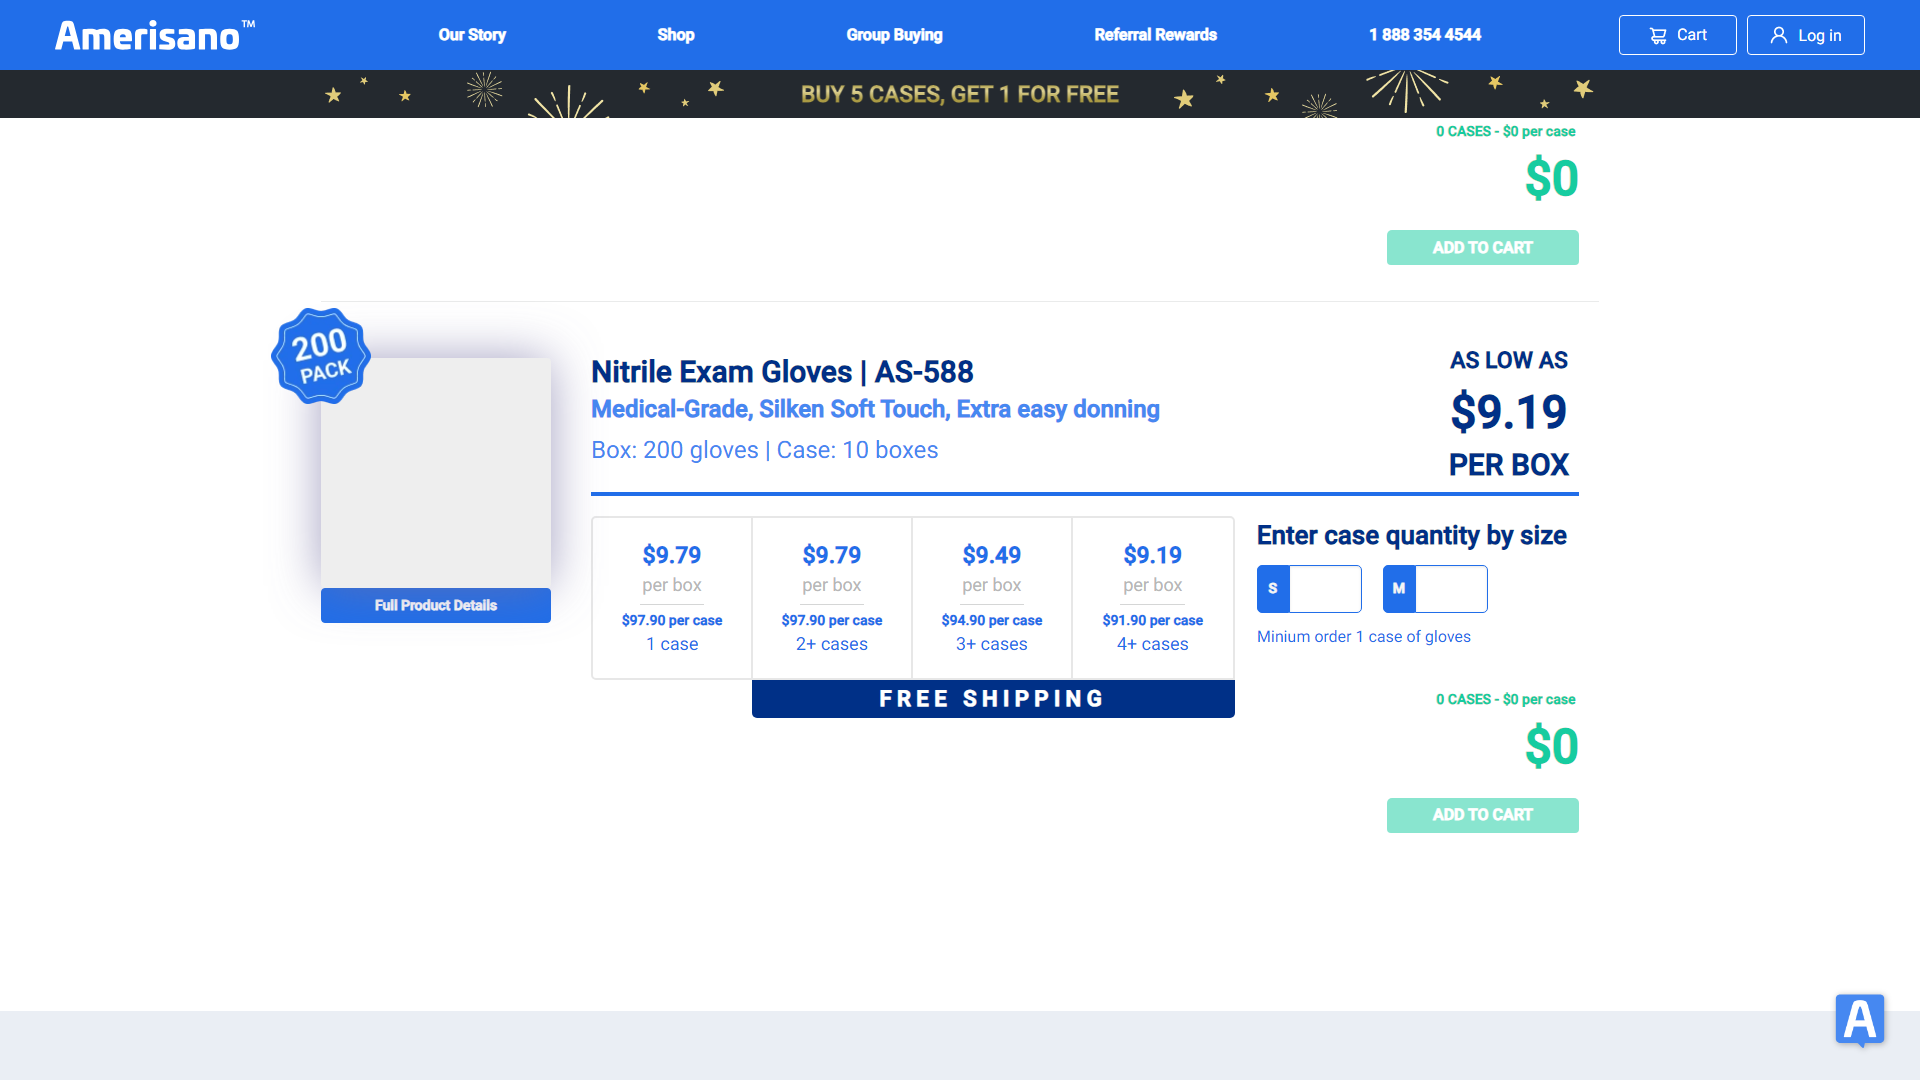 Amerisano™
Our Story
Shop
Group Buying
Referral Rewards
1 888 354 4544
Cart
Log in
BUY 5 CASES, GET 1 FOR FREE
0 CASES - $0 per case
$0
ADD TO CART
200
PACK
Full Product Details
Nitrile Exam Gloves | AS-588
Medical-Grade, Silken Soft Touch, Extra easy donning
Box: 200 gloves | Case: 10 boxes
AS LOW AS
$9.19
PER BOX
$9.79
per box
$97.90 per case
1 case
$9.79
per box
$97.90 per case
2+ cases
$9.49
per box
$94.90 per case
3+ cases
$9.19
per box
$91.90 per case
4+ cases
FREE SHIPPING
Enter case quantity by size
S
M
Minium order 1 case of gloves
0 CASES - $0 per case
$0
ADD TO CART
A